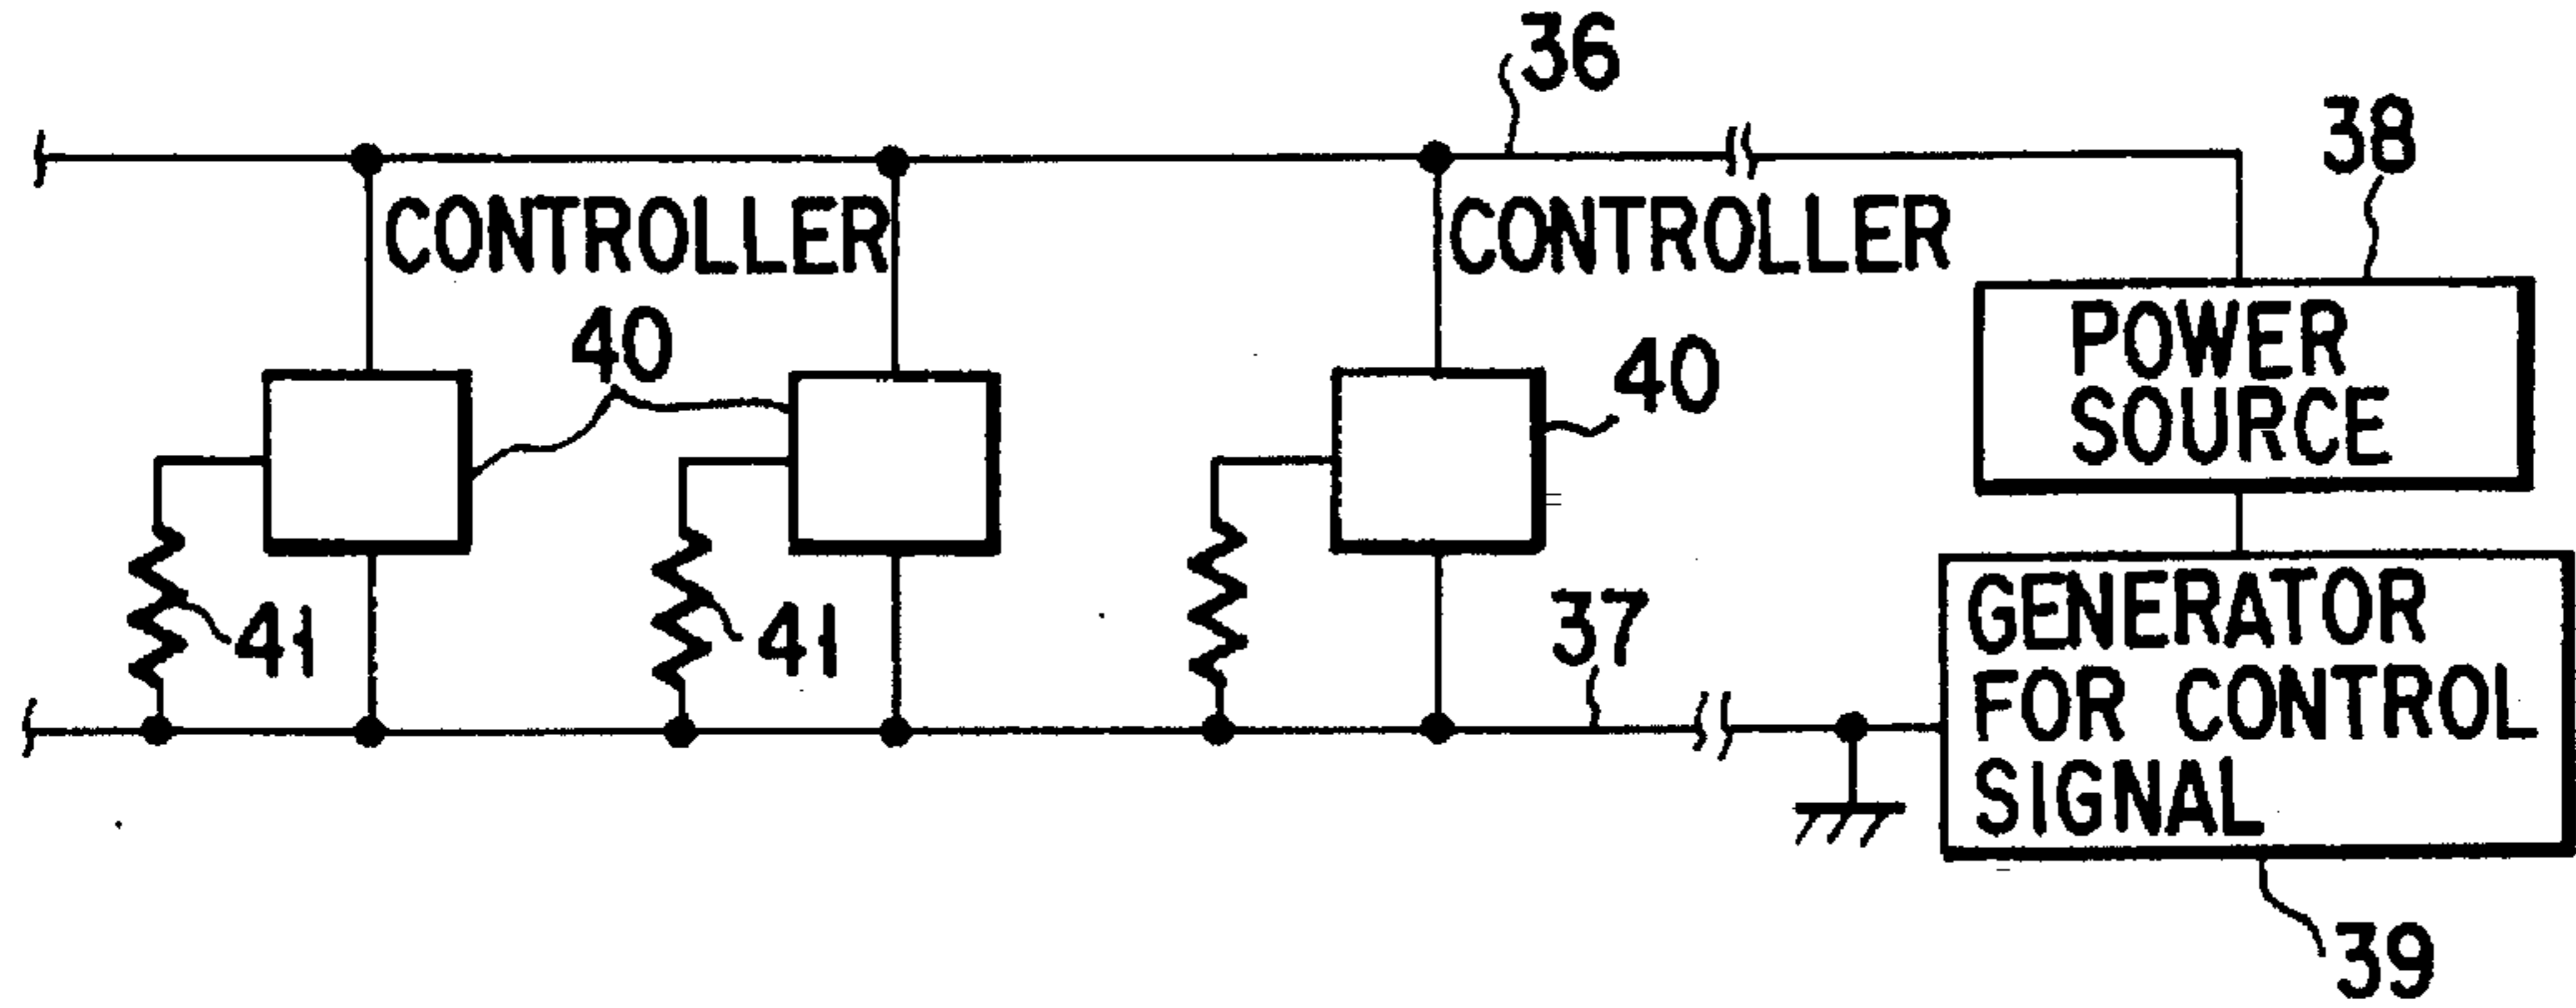 36
38
CONTROLLER
CONTROLLER
POWER
SOURCE
40
40
41
41
37
GENERATOR
FOR CONTROL
SIGNAL
39